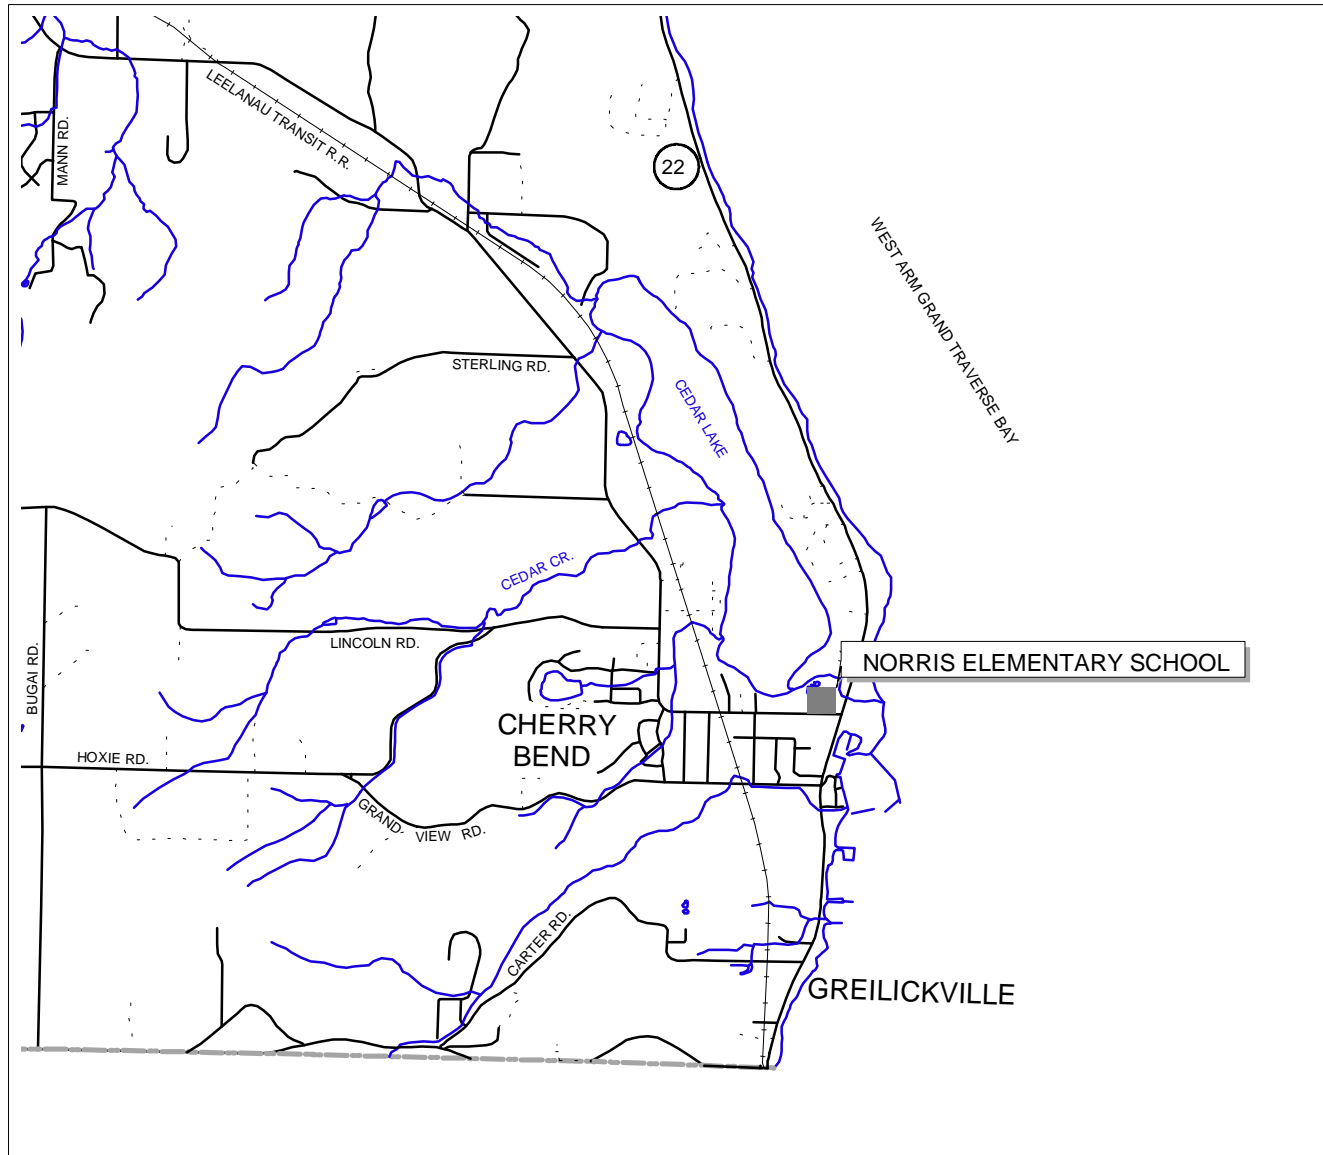 LEELANAU TRANSIT R.R.
MANN RD.
22
WEST ARM GRAND TRAVERSE BAY
STERLING RD.
CEDAR LAKE
CEDAR CR.
LINCOLN RD.
BUGAI RD.
NORRIS ELEMENTARY SCHOOL
CHERRY
BEND
HOXIE RD.
GRAND VIEW RD.
CARTER RD.
GREILICKVILLE